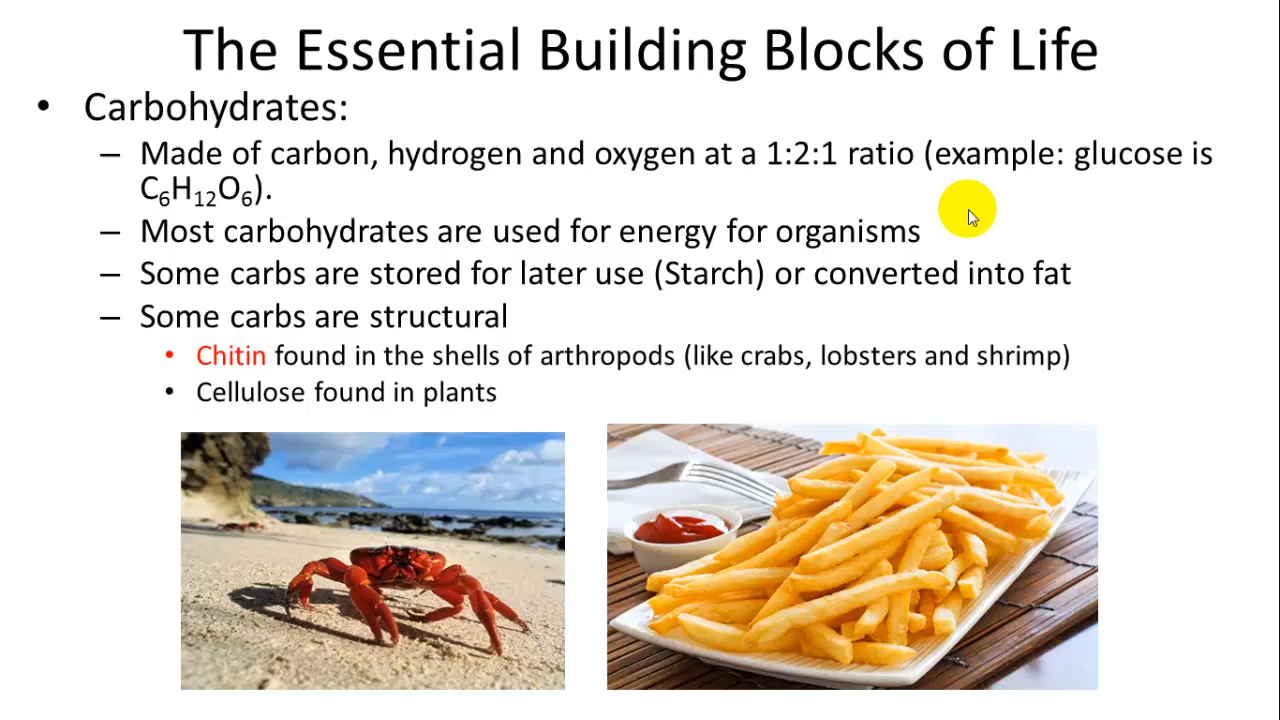 The Essential Building Blocks of Life
• Carbohydrates:
– Made of carbon, hydrogen and oxygen at a 1:2:1 ratio (example: glucose is
C₆H₁₂O₆).
– Most carbohydrates are used for energy for organisms
– Some carbs are stored for later use (Starch) or converted into fat
– Some carbs are structural
• Chitin found in the shells of arthropods (like crabs, lobsters and shrimp)
• Cellulose found in plants